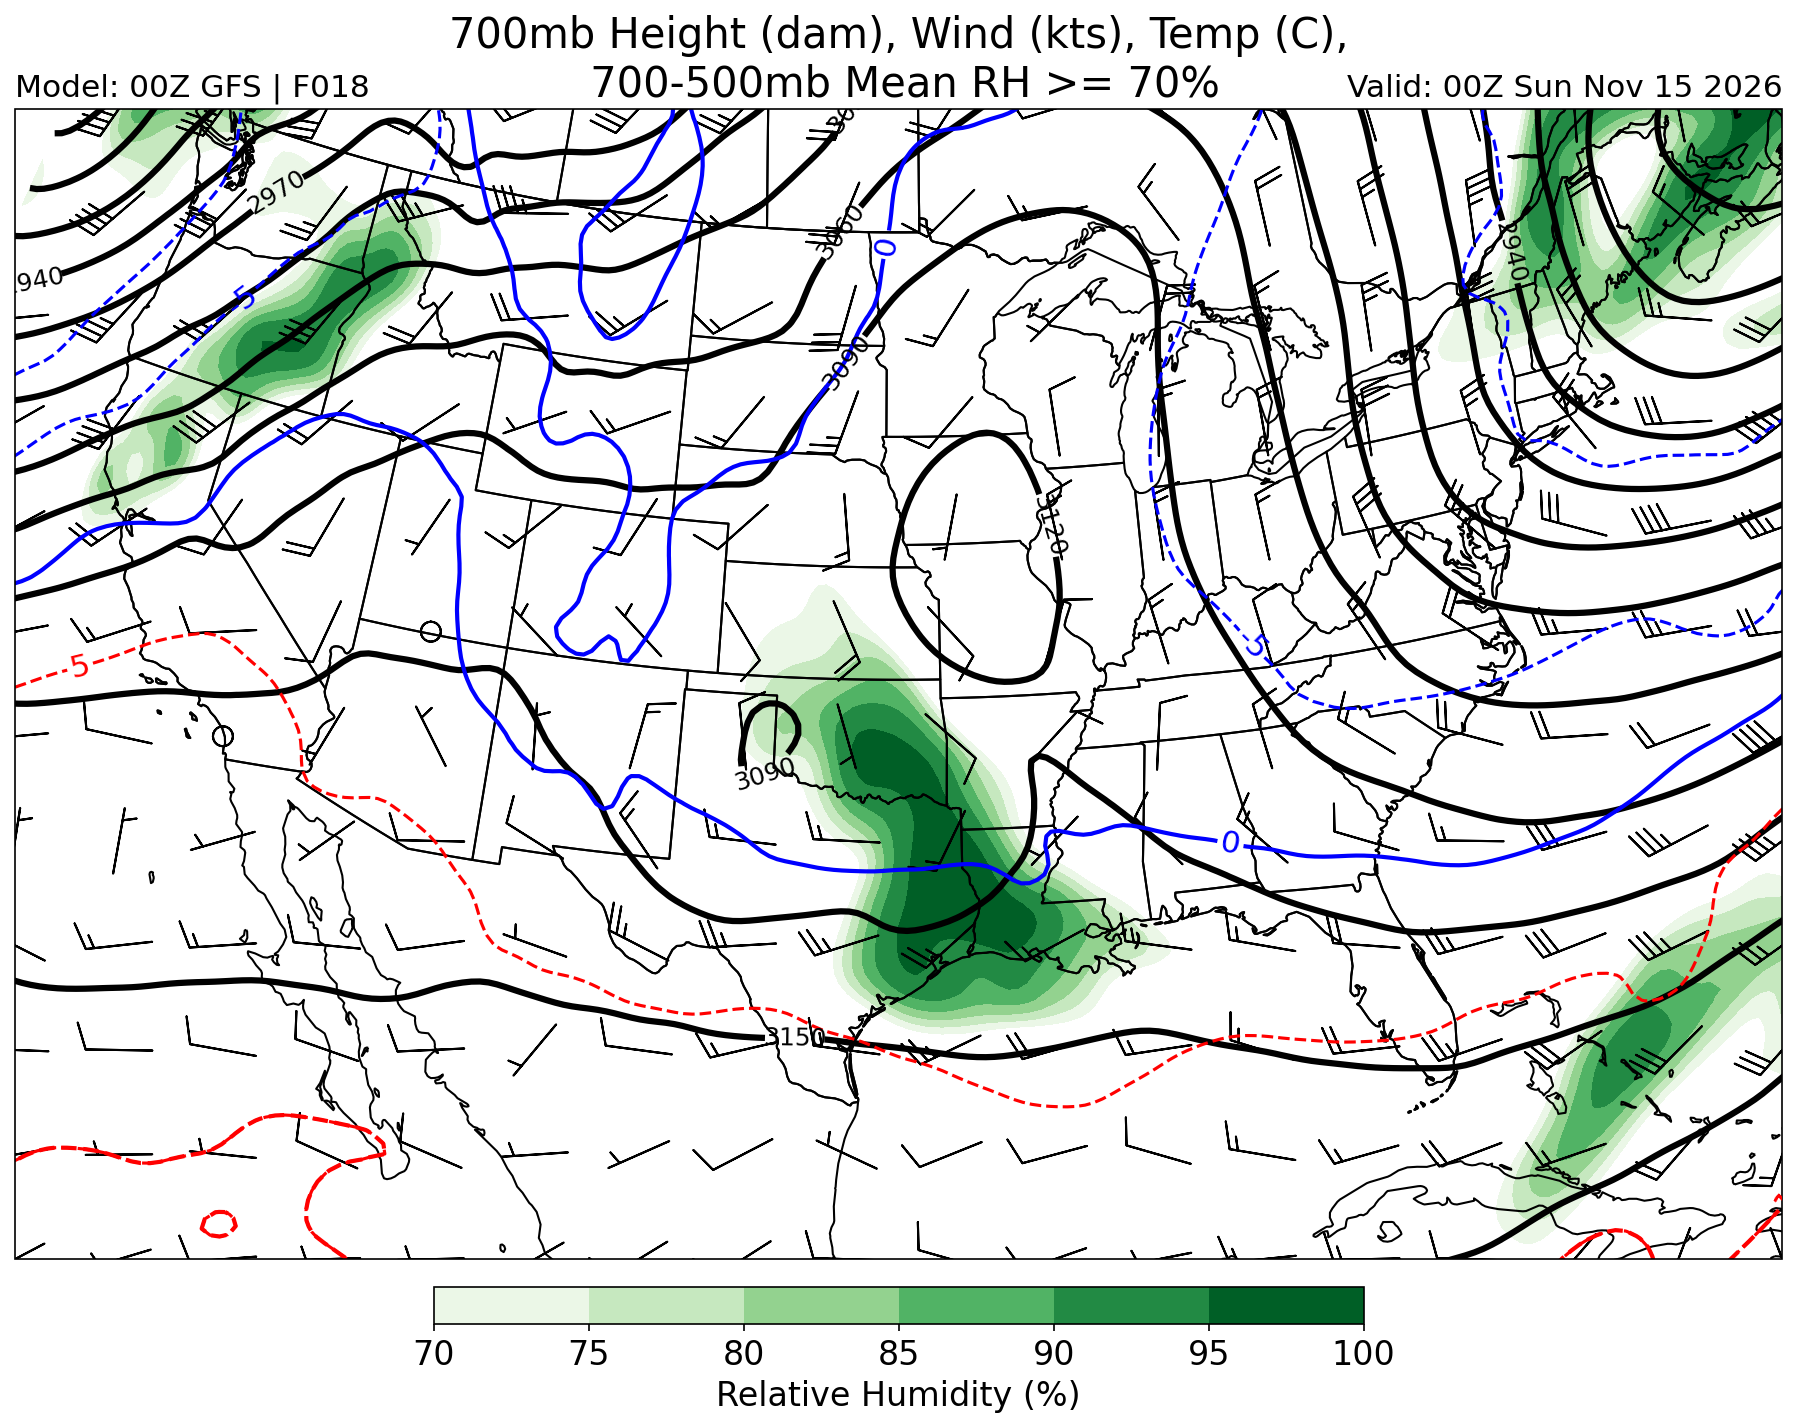 700mb Height (dam), Wind (kts), Temp (C),
Model: 00Z GFS | F018
700-500mb Mean RH >= 70%
Valid: 00Z Sun Nov 15 2026
2970
3060
0
2940
2940
5
3090
3120
5
5
3090
0
3150
70 75 80 85 90 95 100
Relative Humidity (%)